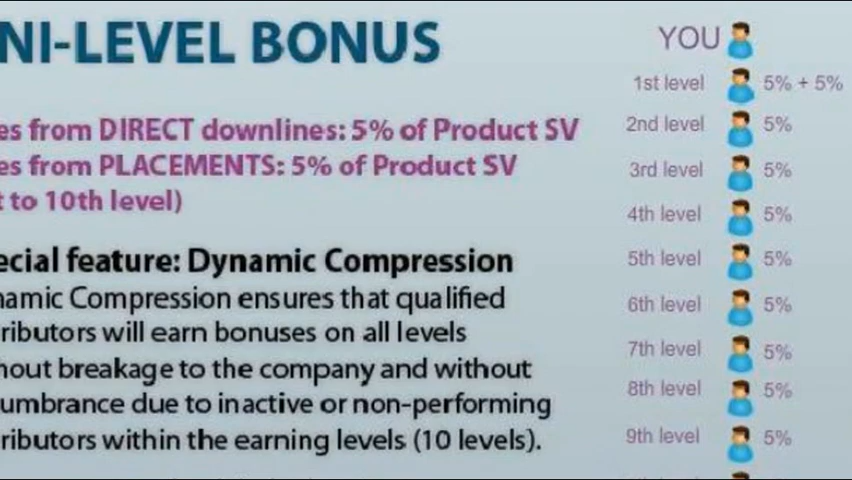 NI-LEVEL BONUS
es from DIRECT downlines: 5% of Product SV
es from PLACEMENTS: 5% of Product SV
t to 10th level)
ecial feature: Dynamic Compression
namic Compression ensures that qualified
ributors will earn bonuses on all levels
hout breakage to the company and without
umbrance due to inactive or non-performing
ributors within the earning levels (10 levels).
YOU
1st level 5% + 5%
2nd level 5%
3rd level 5%
4th level 5%
5th level 5%
6th level 5%
7th level 5%
8th level 5%
9th level 5%